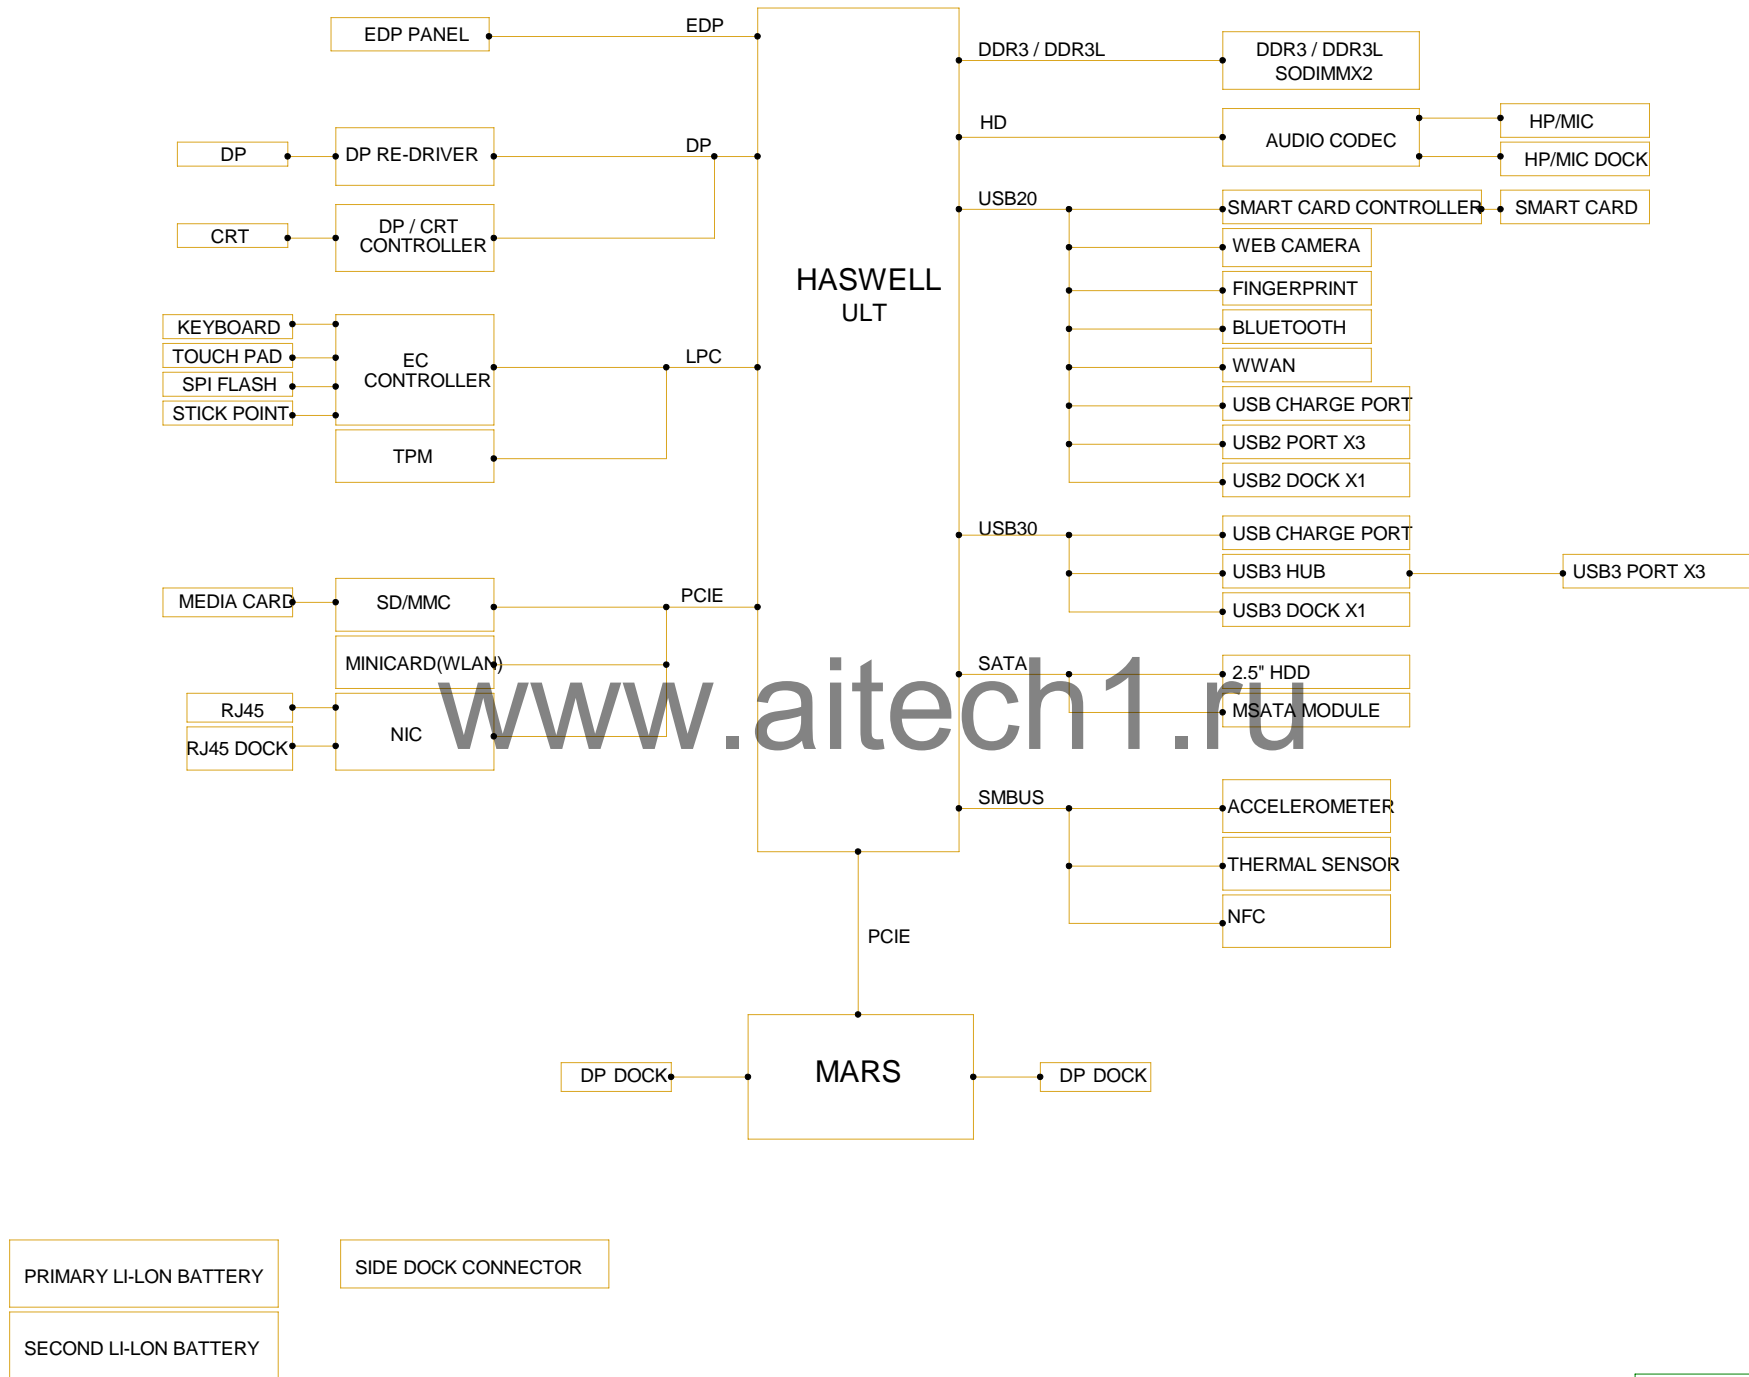 EDP PANEL
EDP
DDR3 / DDR3L
DDR3 / DDR3L
SODIMMX2
DP
DP RE-DRIVER
DP
HD
AUDIO CODEC
HP/MIC
HP/MIC DOCK
CRT
DP / CRT
CONTROLLER
USB20
SMART CARD CONTROLLER
SMART CARD
WEB CAMERA
FINGERPRINT
BLUETOOTH
WWAN
USB CHARGE PORT
USB2 PORT X3
USB2 DOCK X1
HASWELL
ULT
KEYBOARD
TOUCH PAD
SPI FLASH
STICK POINT
EC
CONTROLLER
LPC
TPM
USB30
USB CHARGE PORT
USB3 HUB
USB3 PORT X3
USB3 DOCK X1
MEDIA CARD
SD/MMC
PCIE
MINICARD(WLAN)
RJ45
RJ45 DOCK
NIC
SATA
2.5" HDD
MSATA MODULE
www.aitech1.ru
SMBUS
ACCELEROMETER
THERMAL SENSOR
NFC
PCIE
DP DOCK
MARS
DP DOCK
PRIMARY LI-LON BATTERY
SIDE DOCK CONNECTOR
SECOND LI-LON BATTERY